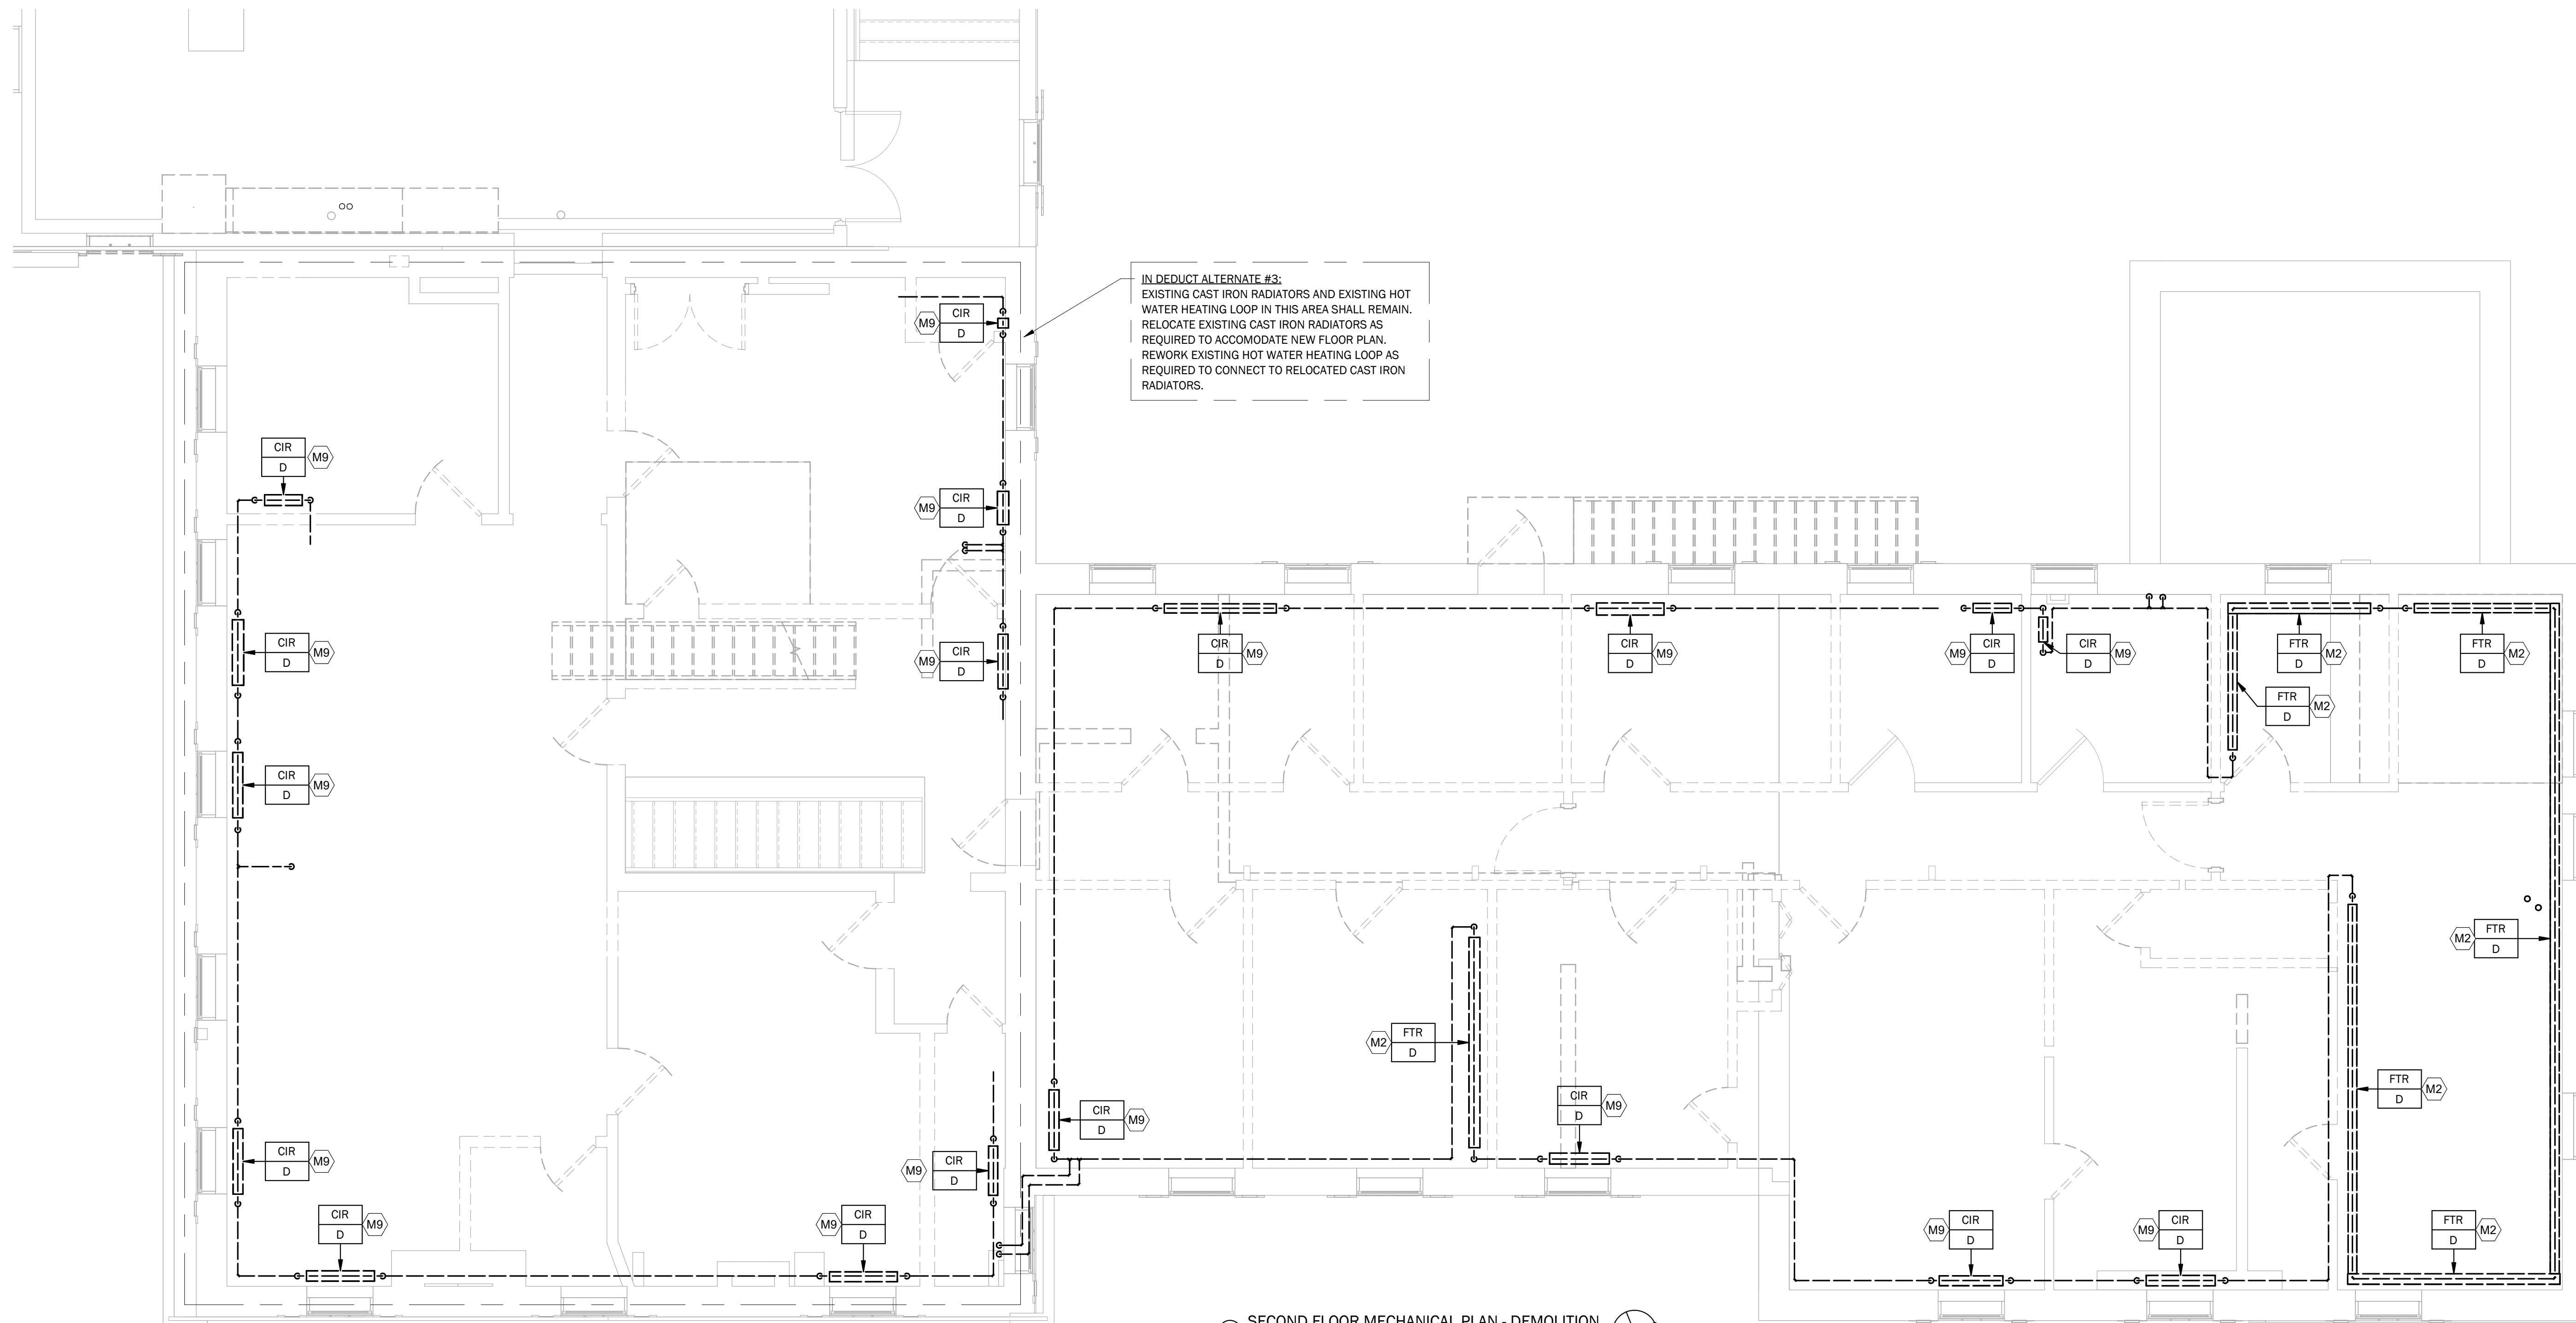 IN DEDUCT ALTERNATE #3:
EXISTING CAST IRON RADIATORS AND EXISTING HOT
WATER HEATING LOOP IN THIS AREA SHALL REMAIN.
RELOCATE EXISTING CAST IRON RADIATORS AS
REQUIRED TO ACCOMODATE NEW FLOOR PLAN.
REWORK EXISTING HOT WATER HEATING LOOP AS
REQUIRED TO CONNECT TO RELOCATED CAST IRON
RADIATORS.
M9 CIR
D
CIR M9
D
M9 CIR
D
CIR M9
D
M9 CIR
D
CIR M9
D
CIR M9
D
M9 CIR
D
CIR M9
D
FTR M2
D
FTR M2
D
FTR M2
D
CIR M9
D
M2 FTR
D
M2 FTR
D
FTR M2
D
CIR M9
D
CIR M9
D
CIR M9
D
M9 CIR
D
CIR M9
D
M9 CIR
D
M9 CIR
D
M9 CIR
D
FTR M2
D
SECOND FLOOR MECHANICAL PLAN - DEMOLITION